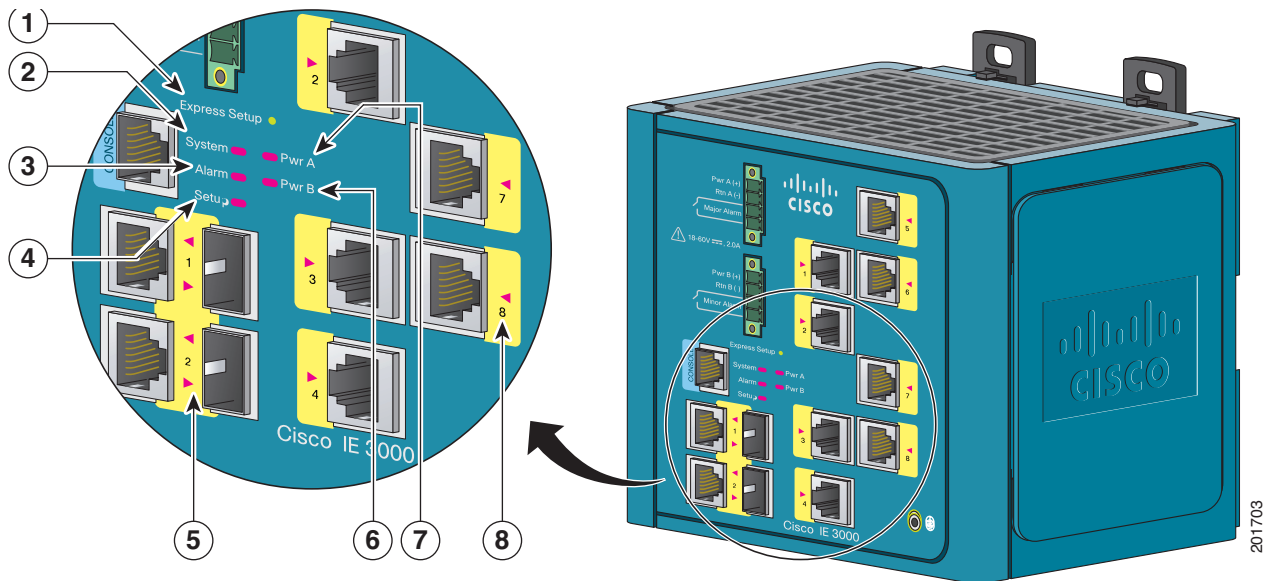 1
2
3
4
5
6
7
8
Express Setup
System
Pwr A
Alarm
Pwr B
Setup
CONSOL
2
7
1
3
8
2
4
Cisco IE 3000
Pwr A (+)
Rtn A (-)
Major Alarm
CISCO
18-60V , 2.0A
Pwr B (+)
Rtn B ( )
Minor Ala
5
1
6
2
Express Setup
CONSOL
System
Pwr A
Alarm
Pwr B
Setup
7
1
3
8
2
4
Cisco IE 3000
CISCO
201703